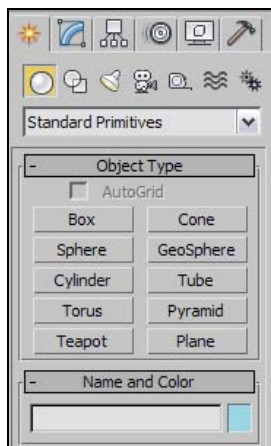 Standard Primitives
- Object Type
AutoGrid
Box Cone
Sphere GeoSphere
Cylinder Tube
Torus Pyramid
Teapot Plane
- Name and Color